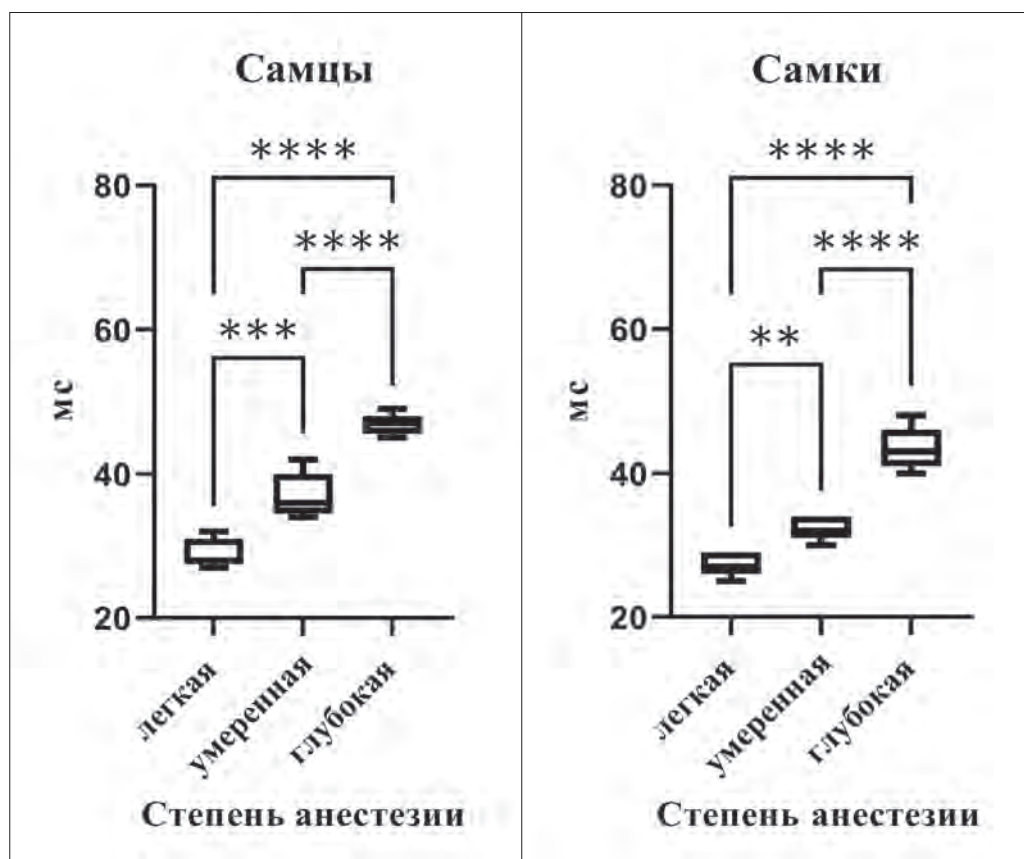 Самцы
****
80
****
60
***
мс
40
20
легкая
умеренная
глубокая
Степень анестезии
Самки
****
80
****
60
**
мс
40
20
легкая
умеренная
глубокая
Степень анестезии